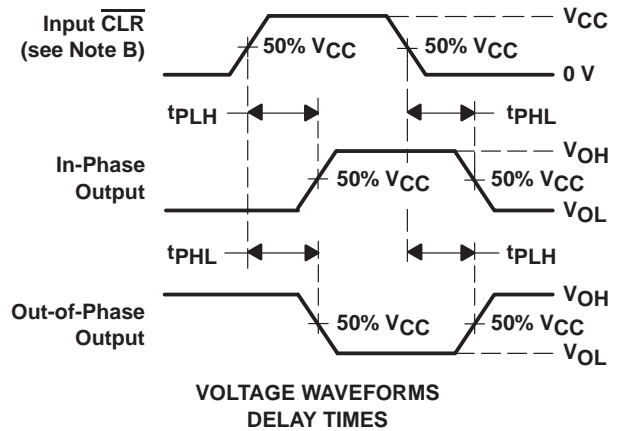 Input CLR
(see Note B)
50% VCC
50% VCC
VCC
0 V
tPLH
tPHL
In-Phase
Output
50% VCC
50% VCC
VOH
VOL
tPHL
tPLH
Out-of-Phase
Output
50% VCC
50% VCC
VOH
VOL
VOLTAGE WAVEFORMS
DELAY TIMES